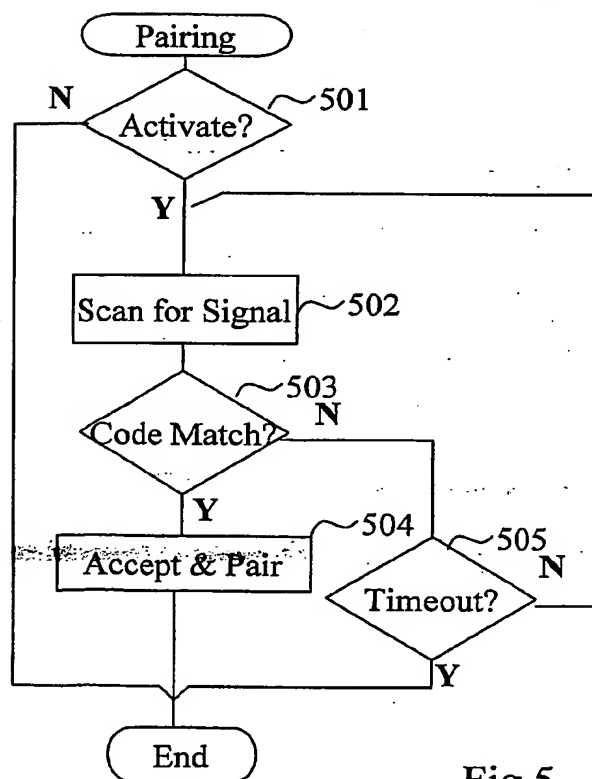 Pairing
N
501
Activate?
Y
Scan for Signal
502
503
N
Code Match?
Y
504
505
Accept & Pair
N
Timeout?
Y
End
Fig 5